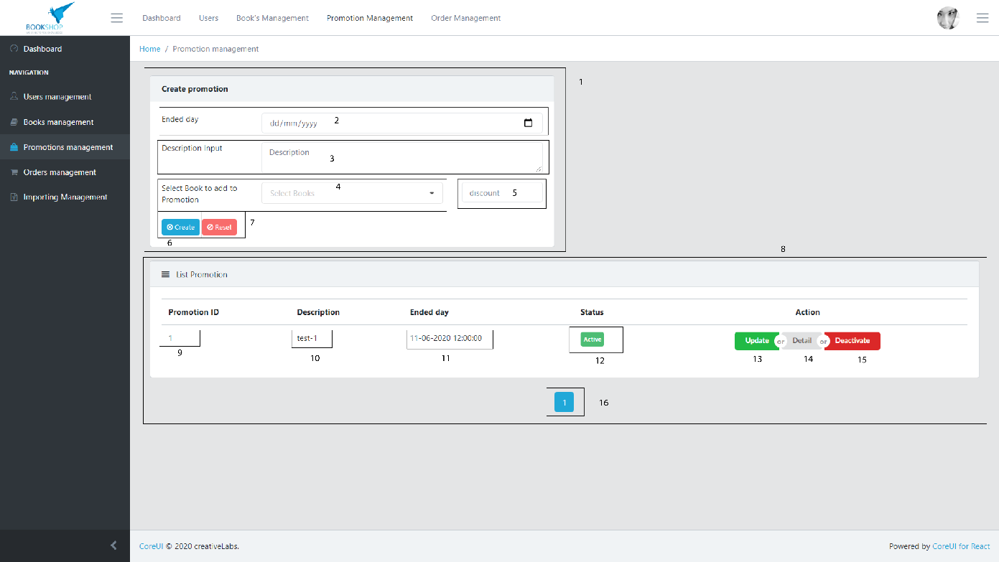 BOOKSHOP
Dashboard Users Book's Management Promotion Management Order Management
Dashboard
NAVIGATION
Users management
Books management
Promotions management
Orders management
Importing Management
Home / Promotion management
1
Create promotion
Ended day dd/mm/yyyy 2
Description Input Description 3
Select Book to add to Promotion Select Books 4 discount 5
Create Reset 7
6
8
List Promotion
Promotion ID Description Ended day Status Action
1 test-1 11-06-2020 12:00:00 Active Update or Detail or Deactivate
9 10 11 12 13 14 15
1 16
CoreUI © 2020 creativeLabs. Powered by CoreUI for React